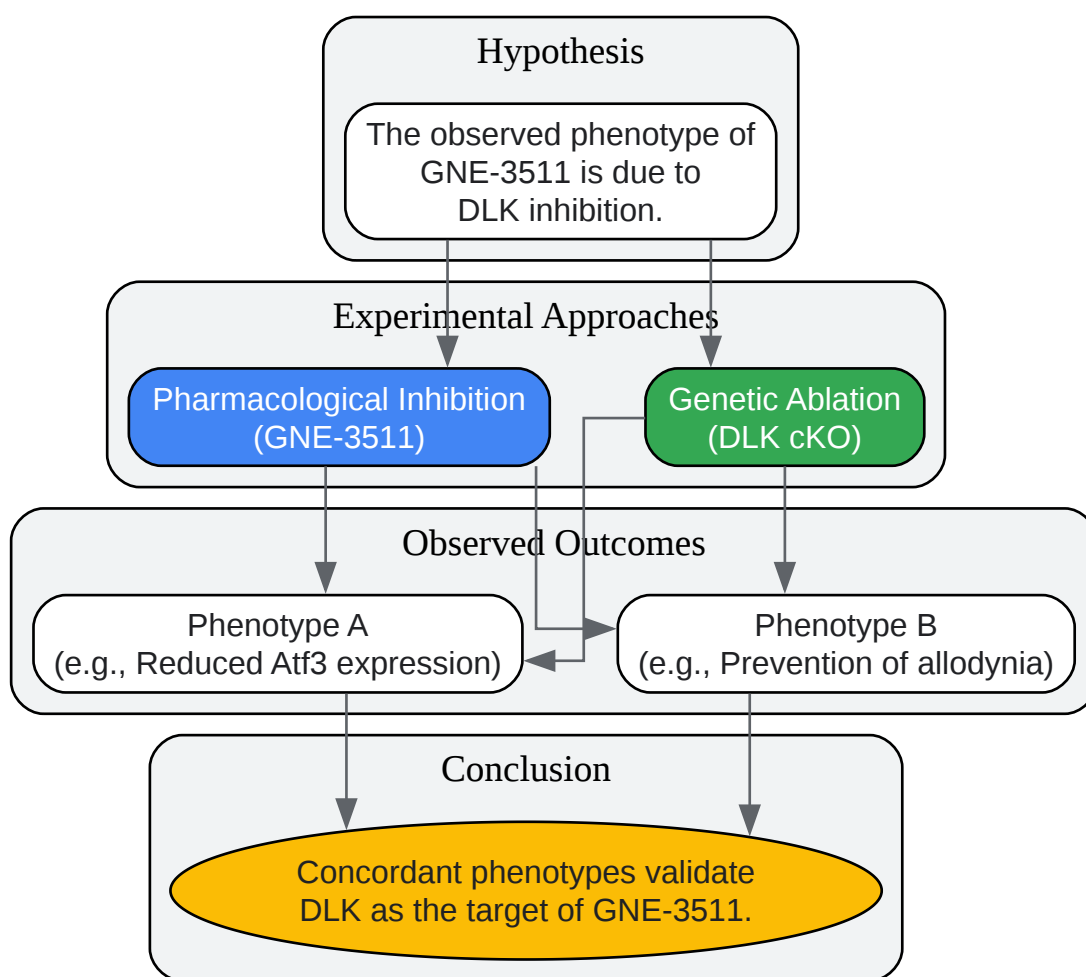 Hypothesis
The observed phenotype of
GNE-3511 is due to
DLK inhibition.
Experimental Approaches
Pharmacological Inhibition
(GNE-3511)
Genetic Ablation
(DLK cKO)
Observed Outcomes
Phenotype A
(e.g., Reduced Atf3 expression)
Phenotype B
(e.g., Prevention of allodynia)
Conclusion
Concordant phenotypes validate
DLK as the target of GNE-3511.